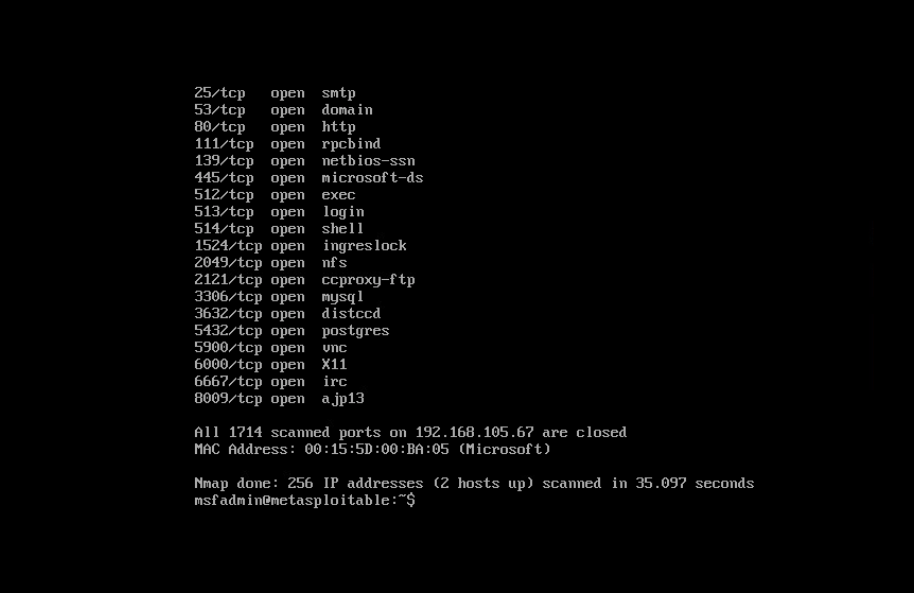 25/tcp   open  smtp
53/tcp   open  domain
80/tcp   open  http
111/tcp  open  rpcbind
139/tcp  open  netbios-ssn
445/tcp  open  microsoft-ds
512/tcp  open  exec
513/tcp  open  login
514/tcp  open  shell
1524/tcp open  ingreslock
2049/tcp open  nfs
2121/tcp open  ccproxy-ftp
3306/tcp open  mysql
3632/tcp open  distccd
5432/tcp open  postgres
5900/tcp open  vnc
6000/tcp open  X11
6667/tcp open  irc
8009/tcp open  ajp13
All 1714 scanned ports on 192.168.105.67 are closed
MAC Address: 00:15:5D:00:BA:05 (Microsoft)
Nmap done: 256 IP addresses (2 hosts up) scanned in 35.097 seconds
msfadmin@metasploitable:~$